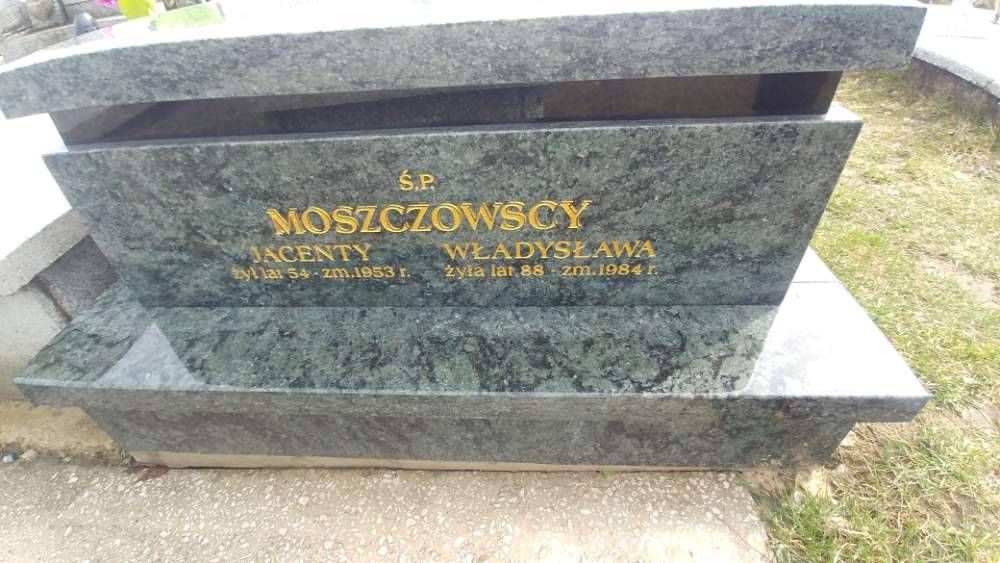 Ś.P.
MOSZCZOWSCY
JACENTY WŁADYSŁAWA
żył lat 54 · zm.1953 r. żyła lat 88 · zm.1984 r.